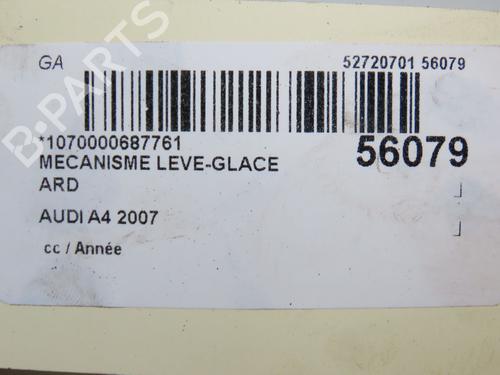 GA
52720701 56079
*1070000687761
56079
MECANISME LEVE-GLACE
ARD
AUDI A4 2007
cc / Année
B-PARTS